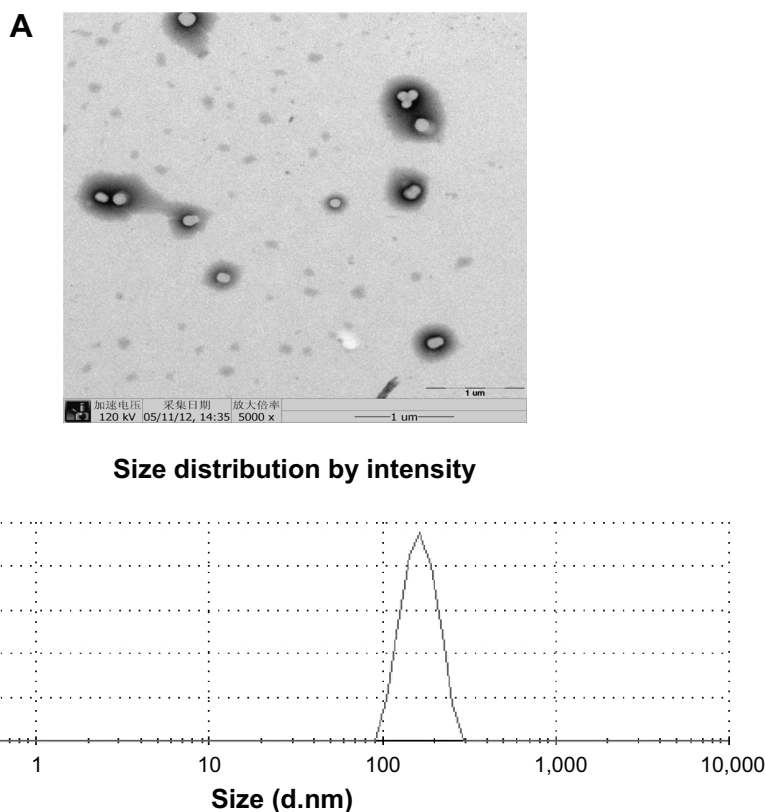 A
1 um
加速电压 采集日期 放大倍率
120 kV 05/11/12, 14:35 5000 x 1 um
Size distribution by intensity
1 10 100 1,000 10,000
Size (d.nm)